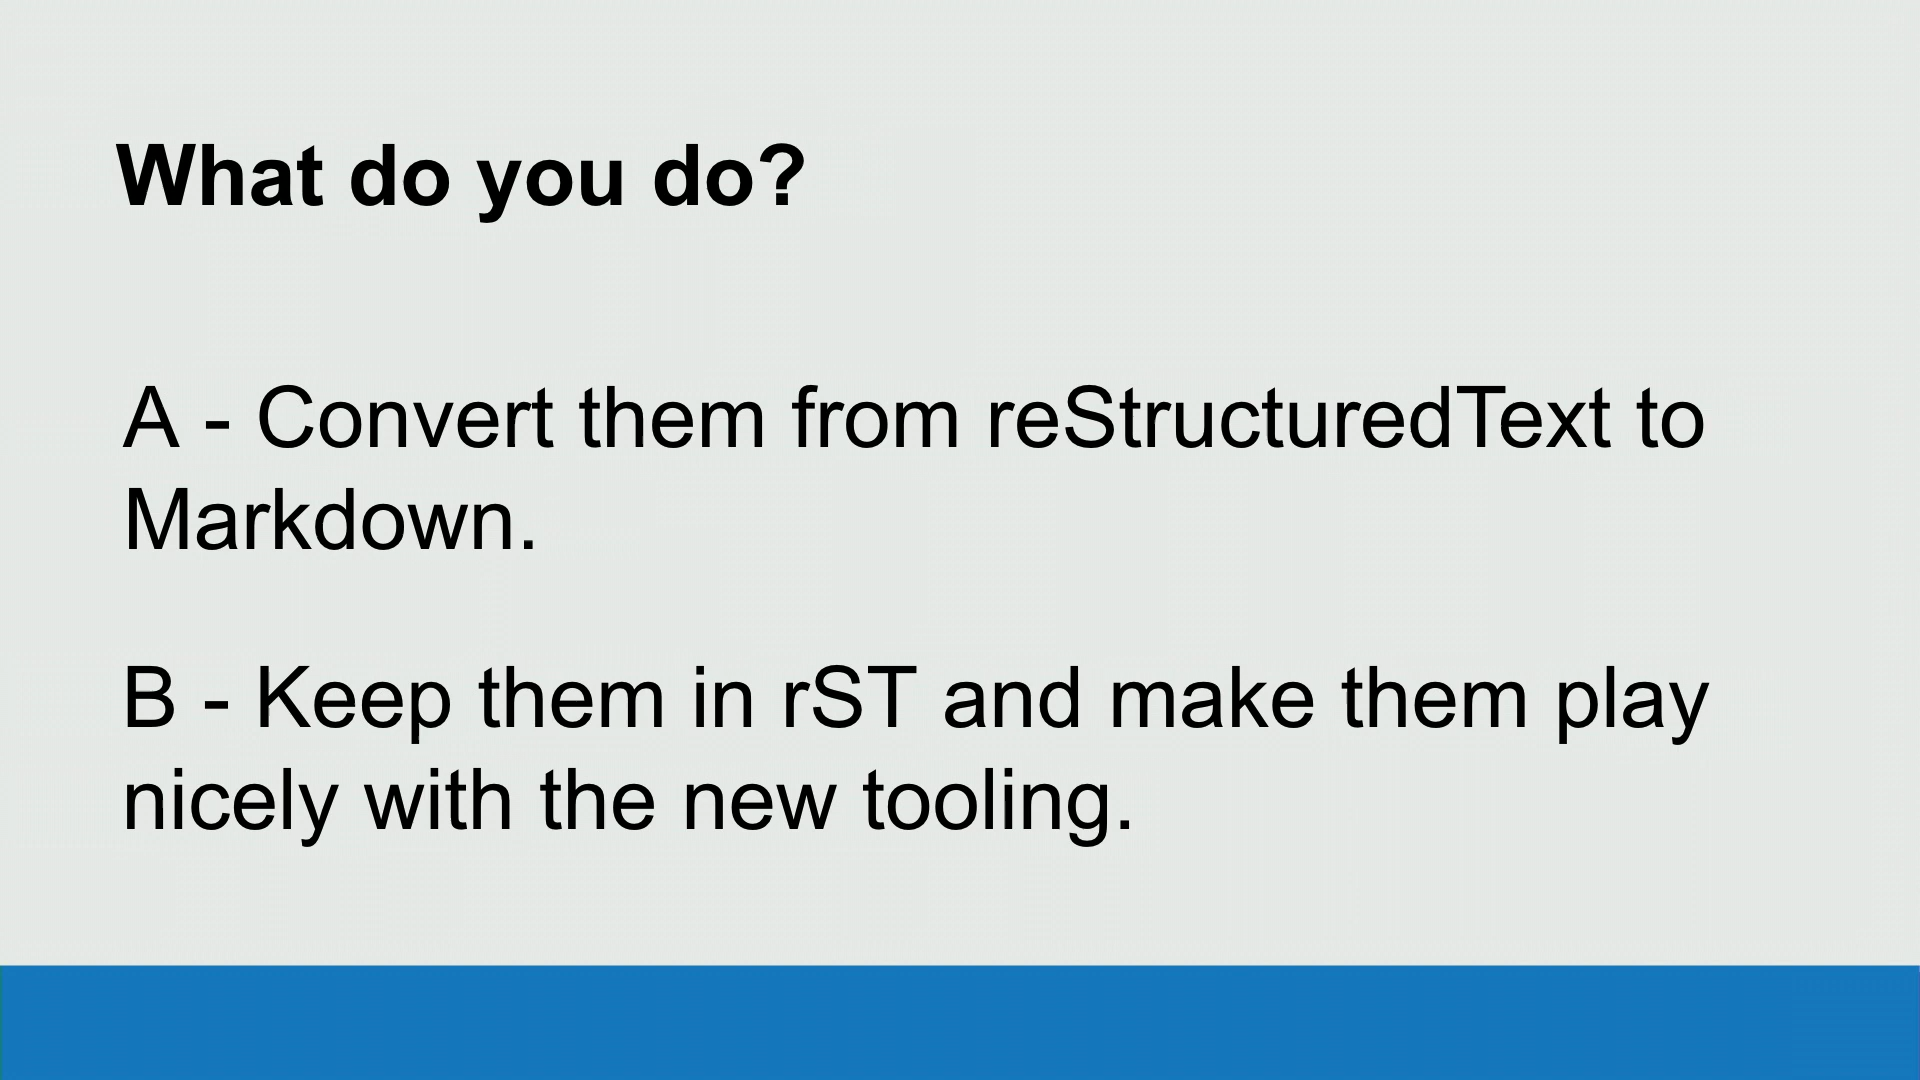 What do you do?
A - Convert them from reStructuredText to
Markdown.
B - Keep them in rST and make them play
nicely with the new tooling.